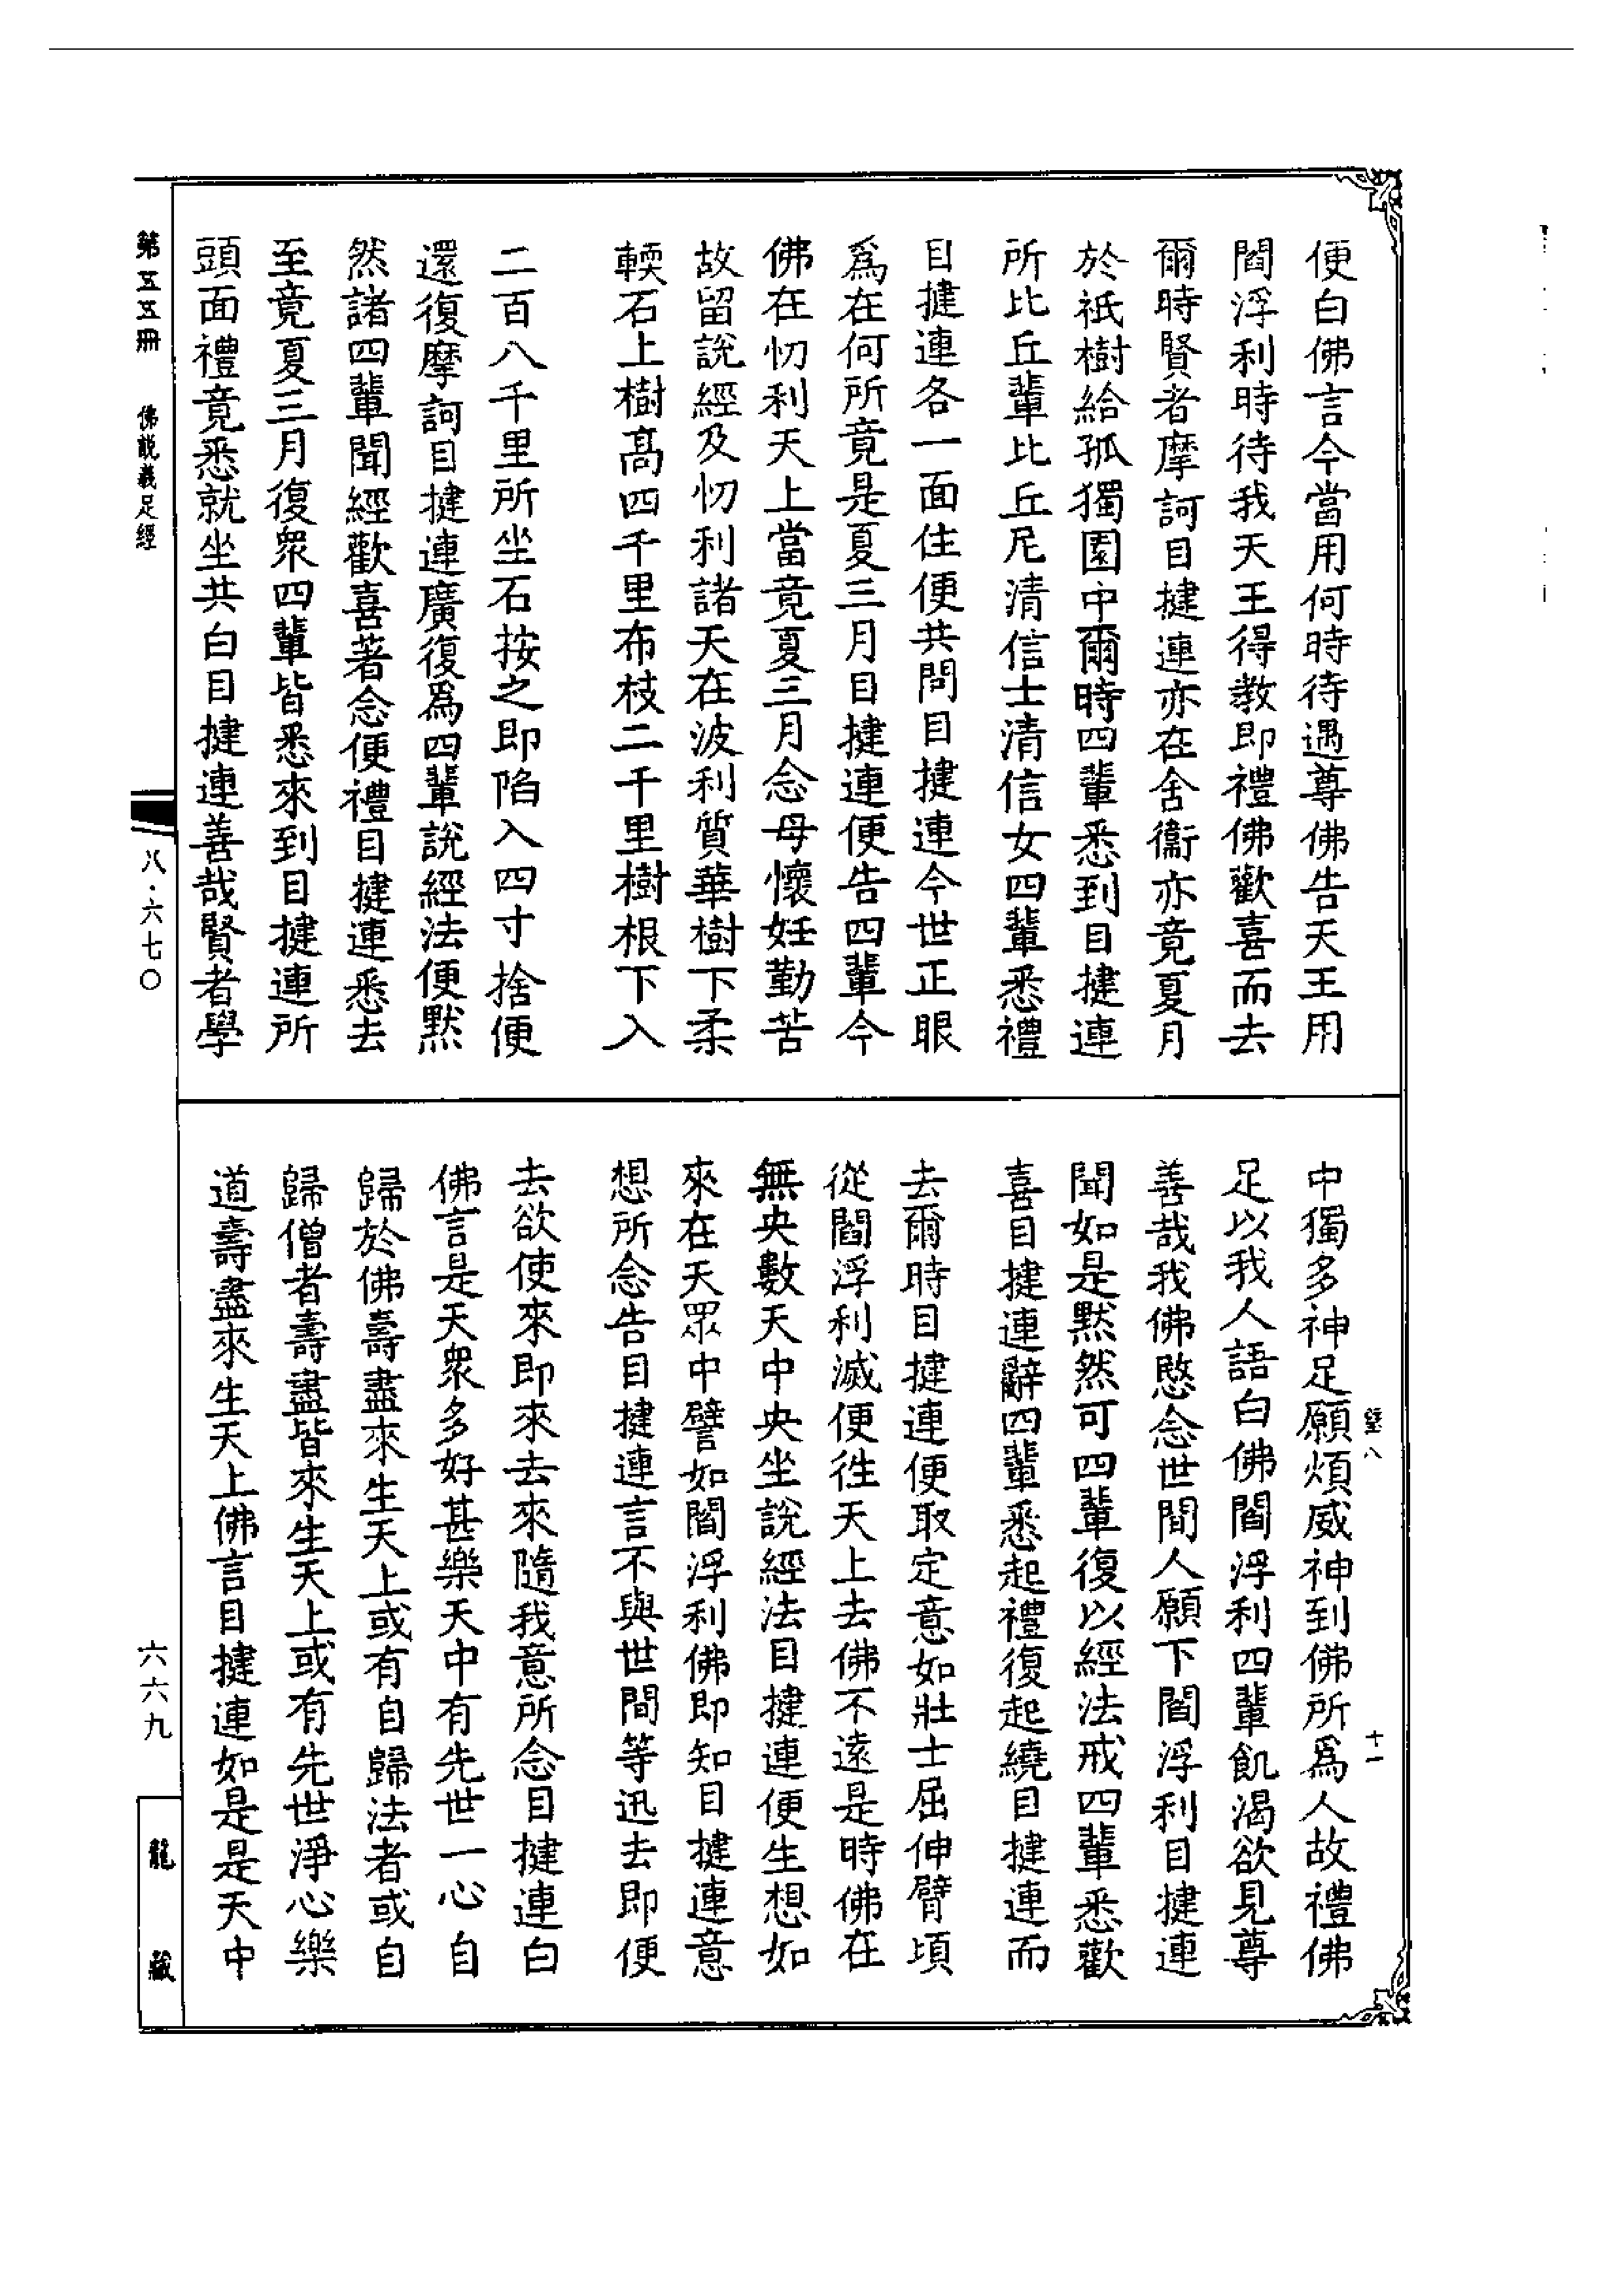 便白佛言今當用何時待遇尊佛告天王用
閻浮利時待我天王得教即禮佛歡喜而去
爾時賢者摩訶目揵連亦在舍衞亦竟夏月
於祇樹給孤獨園中爾時四輩悉到目揵連
所比丘輩比丘尼清信士清信女四輩悉禮
目揵連各一面住便共問目揵連今世正眼
爲在何所竟是夏三月目揵連便告四輩今
佛在忉利天上當竟夏三月念母懷妊勤苦
故留說經及忉利諸天在波利質華樹下柔
輭石上樹高四千里布枝二千里樹根下入
二百八千里所坐石按之即陷入四寸捨便
還復摩訶目揵連廣復爲四輩說經法便默
然諸四輩聞經歡喜著念便禮目揵連悉去
至竟夏三月復衆四輩皆悉來到目揵連所
頭面禮竟悉就坐共白目揵連善哉賢者學
中獨多神足願煩威神到佛所爲人故禮佛
足以我人語白佛閻浮利四輩飢渴欲見尊
善哉我佛愍念世間人願下閻浮利目揵連
聞如是默然可四輩復以經法戒四輩悉歡
喜目揵連辭四輩悉起禮復起繞目揵連而
去爾時目揵連便取定意如壯士屈伸臂頃
從閻浮利滅便徃天上去佛不遠是時佛在
無央數天中央坐說經法目揵連便生想如
來在天眾中譬如閻浮利佛即知目揵連意
想所念告目揵連言不與世間等迅去即便
去欲使來即來去來隨我意所念目揵連白
佛言是天衆多好甚樂天中有先世一心自
歸於佛壽盡來生天上或有自歸法者或自
歸僧者壽盡皆來生天上或有先世淨心樂
道壽盡來生天上佛言目揵連如是是天中
璧八
十一
第五五冊 佛說義足經
八·六七〇
六六九
龍藏